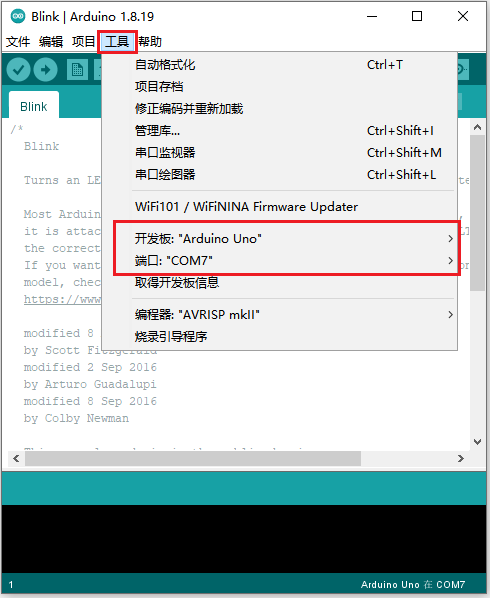 Blink | Arduino 1.8.19
文件 编辑 项目 工具 帮助
自动格式化 Ctrl+T
项目存档
修正编码并重新加载
管理库... Ctrl+Shift+I
串口监视器 Ctrl+Shift+M
串口绘图器 Ctrl+Shift+L
WiFi101 / WiFiNINA Firmware Updater
开发板: "Arduino Uno"
端口: "COM7"
取得开发板信息
编程器: "AVRISP mkII"
烧录引导程序
Blink
/*
Blink
Turns an LE
Most Arduin
it is attac
the correct
If you want
model, chec
https://www
modified 8
by Scott Fitzgerald
modified 2 Sep 2016
by Arturo Guadalupi
modified 8 Sep 2016
by Colby Newman
1 Arduino Uno 在 COM7